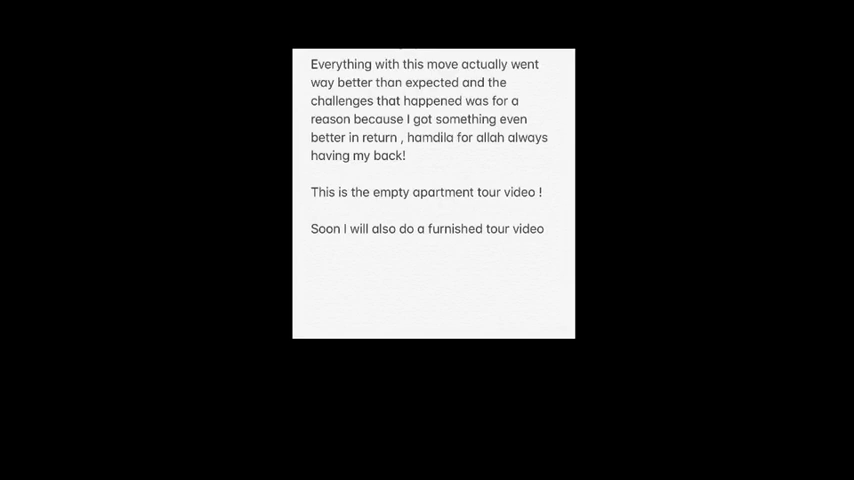 Everything with this move actually went
way better than expected and the
challenges that happened was for a
reason because I got something even
better in return , hamdila for allah always
having my back!
This is the empty apartment tour video !
Soon I will also do a furnished tour video